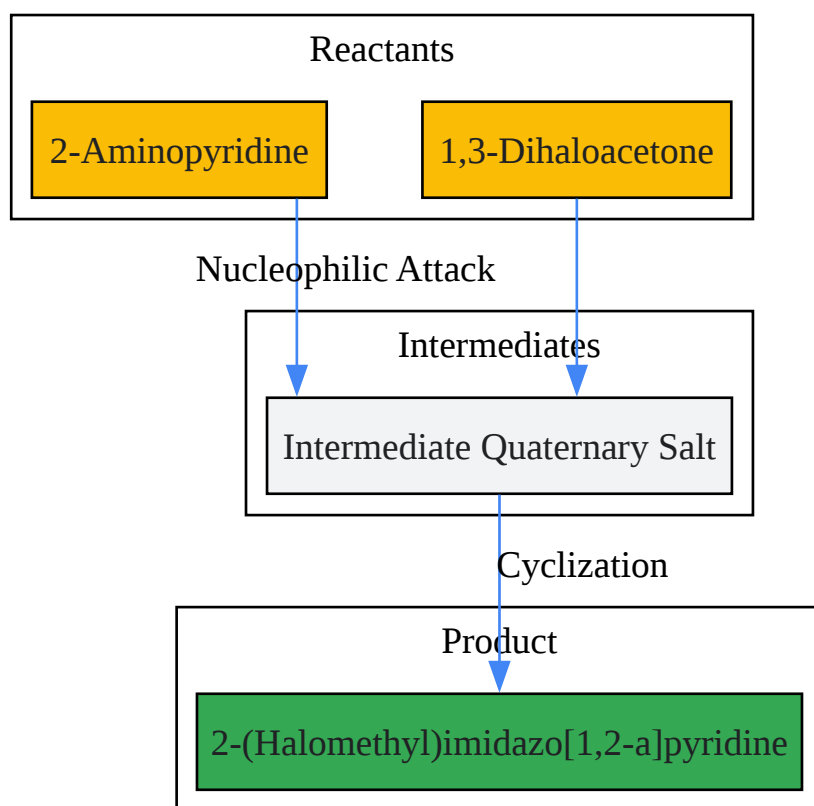 Reactants
2-Aminopyridine
1,3-Dihaloacetone
Nucleophilic Attack
Intermediates
Intermediate Quaternary Salt
Cyclization
Product
2-(Halomethyl)imidazo[1,2-a]pyridine